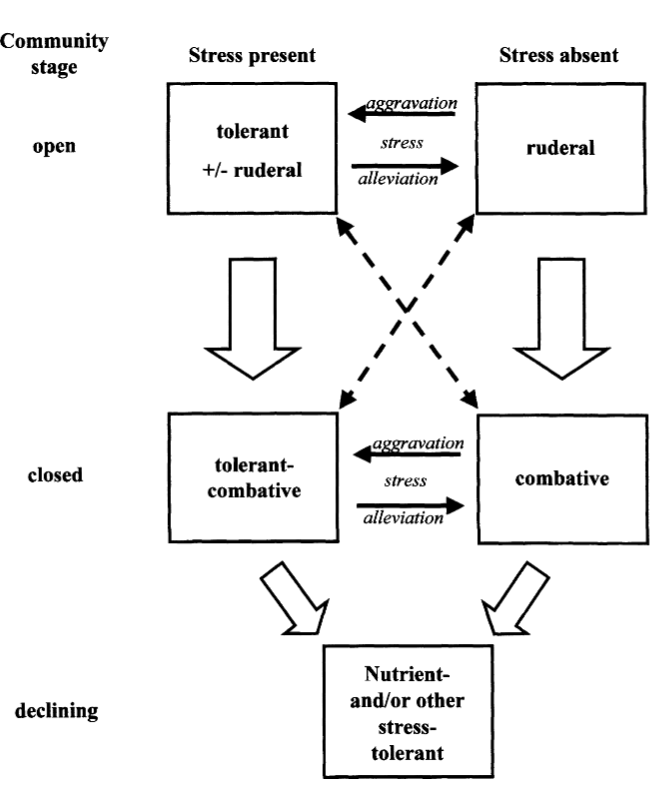 Community
stage
Stress present
Stress absent
open
tolerant
+/- ruderal
aggravation
stress
alleviation
ruderal
closed
tolerant-
combative
aggravation
stress
alleviation
combative
declining
Nutrient-
and/or other
stress-
tolerant